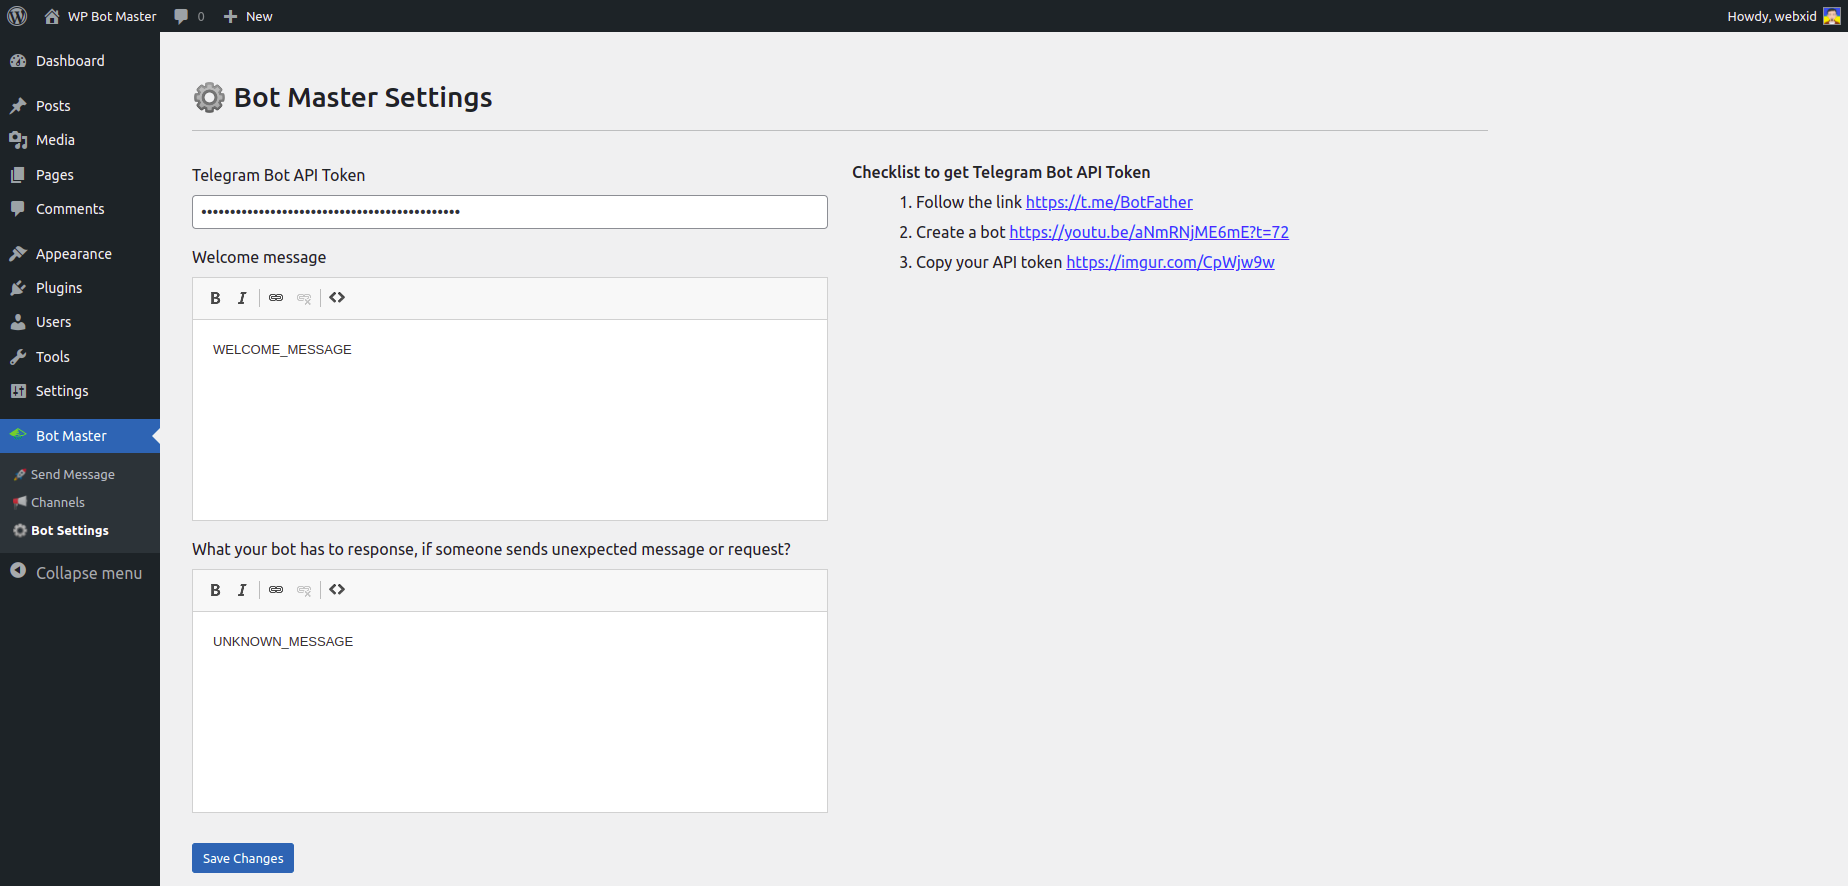 WP Bot Master 0 New Howdy, webxid
Dashboard
Posts
Media
Pages
Comments
Appearance
Plugins
Users
Tools
Settings
Bot Master
Send Message
Channels
Bot Settings
Collapse menu
Bot Master Settings
Telegram Bot API Token
••••••••••••••••••••••••••••••••••••••••••••••
Welcome message
B I
WELCOME_MESSAGE
What your bot has to response, if someone sends unexpected message or request?
B I
UNKNOWN_MESSAGE
Save Changes
Checklist to get Telegram Bot API Token
1. Follow the link https://t.me/BotFather
2. Create a bot https://youtu.be/aNmRNjME6mE?t=72
3. Copy your API token https://imgur.com/CpWjw9w